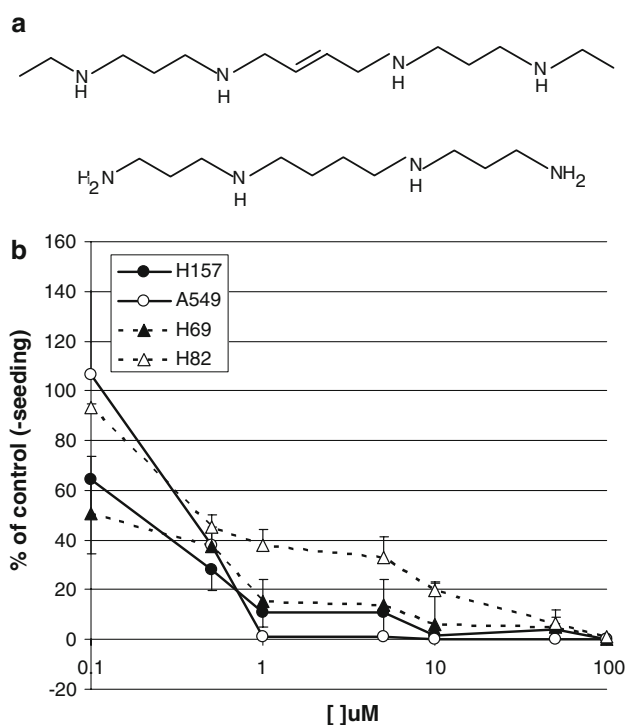 a
N H N H N H N H
H2N N H N H NH2
b
160
140
120
100
80
60
40
20
0
-20
% of control (-seeding)
H157
A549
H69
H82
0.1 1 10 100
[ ]uM